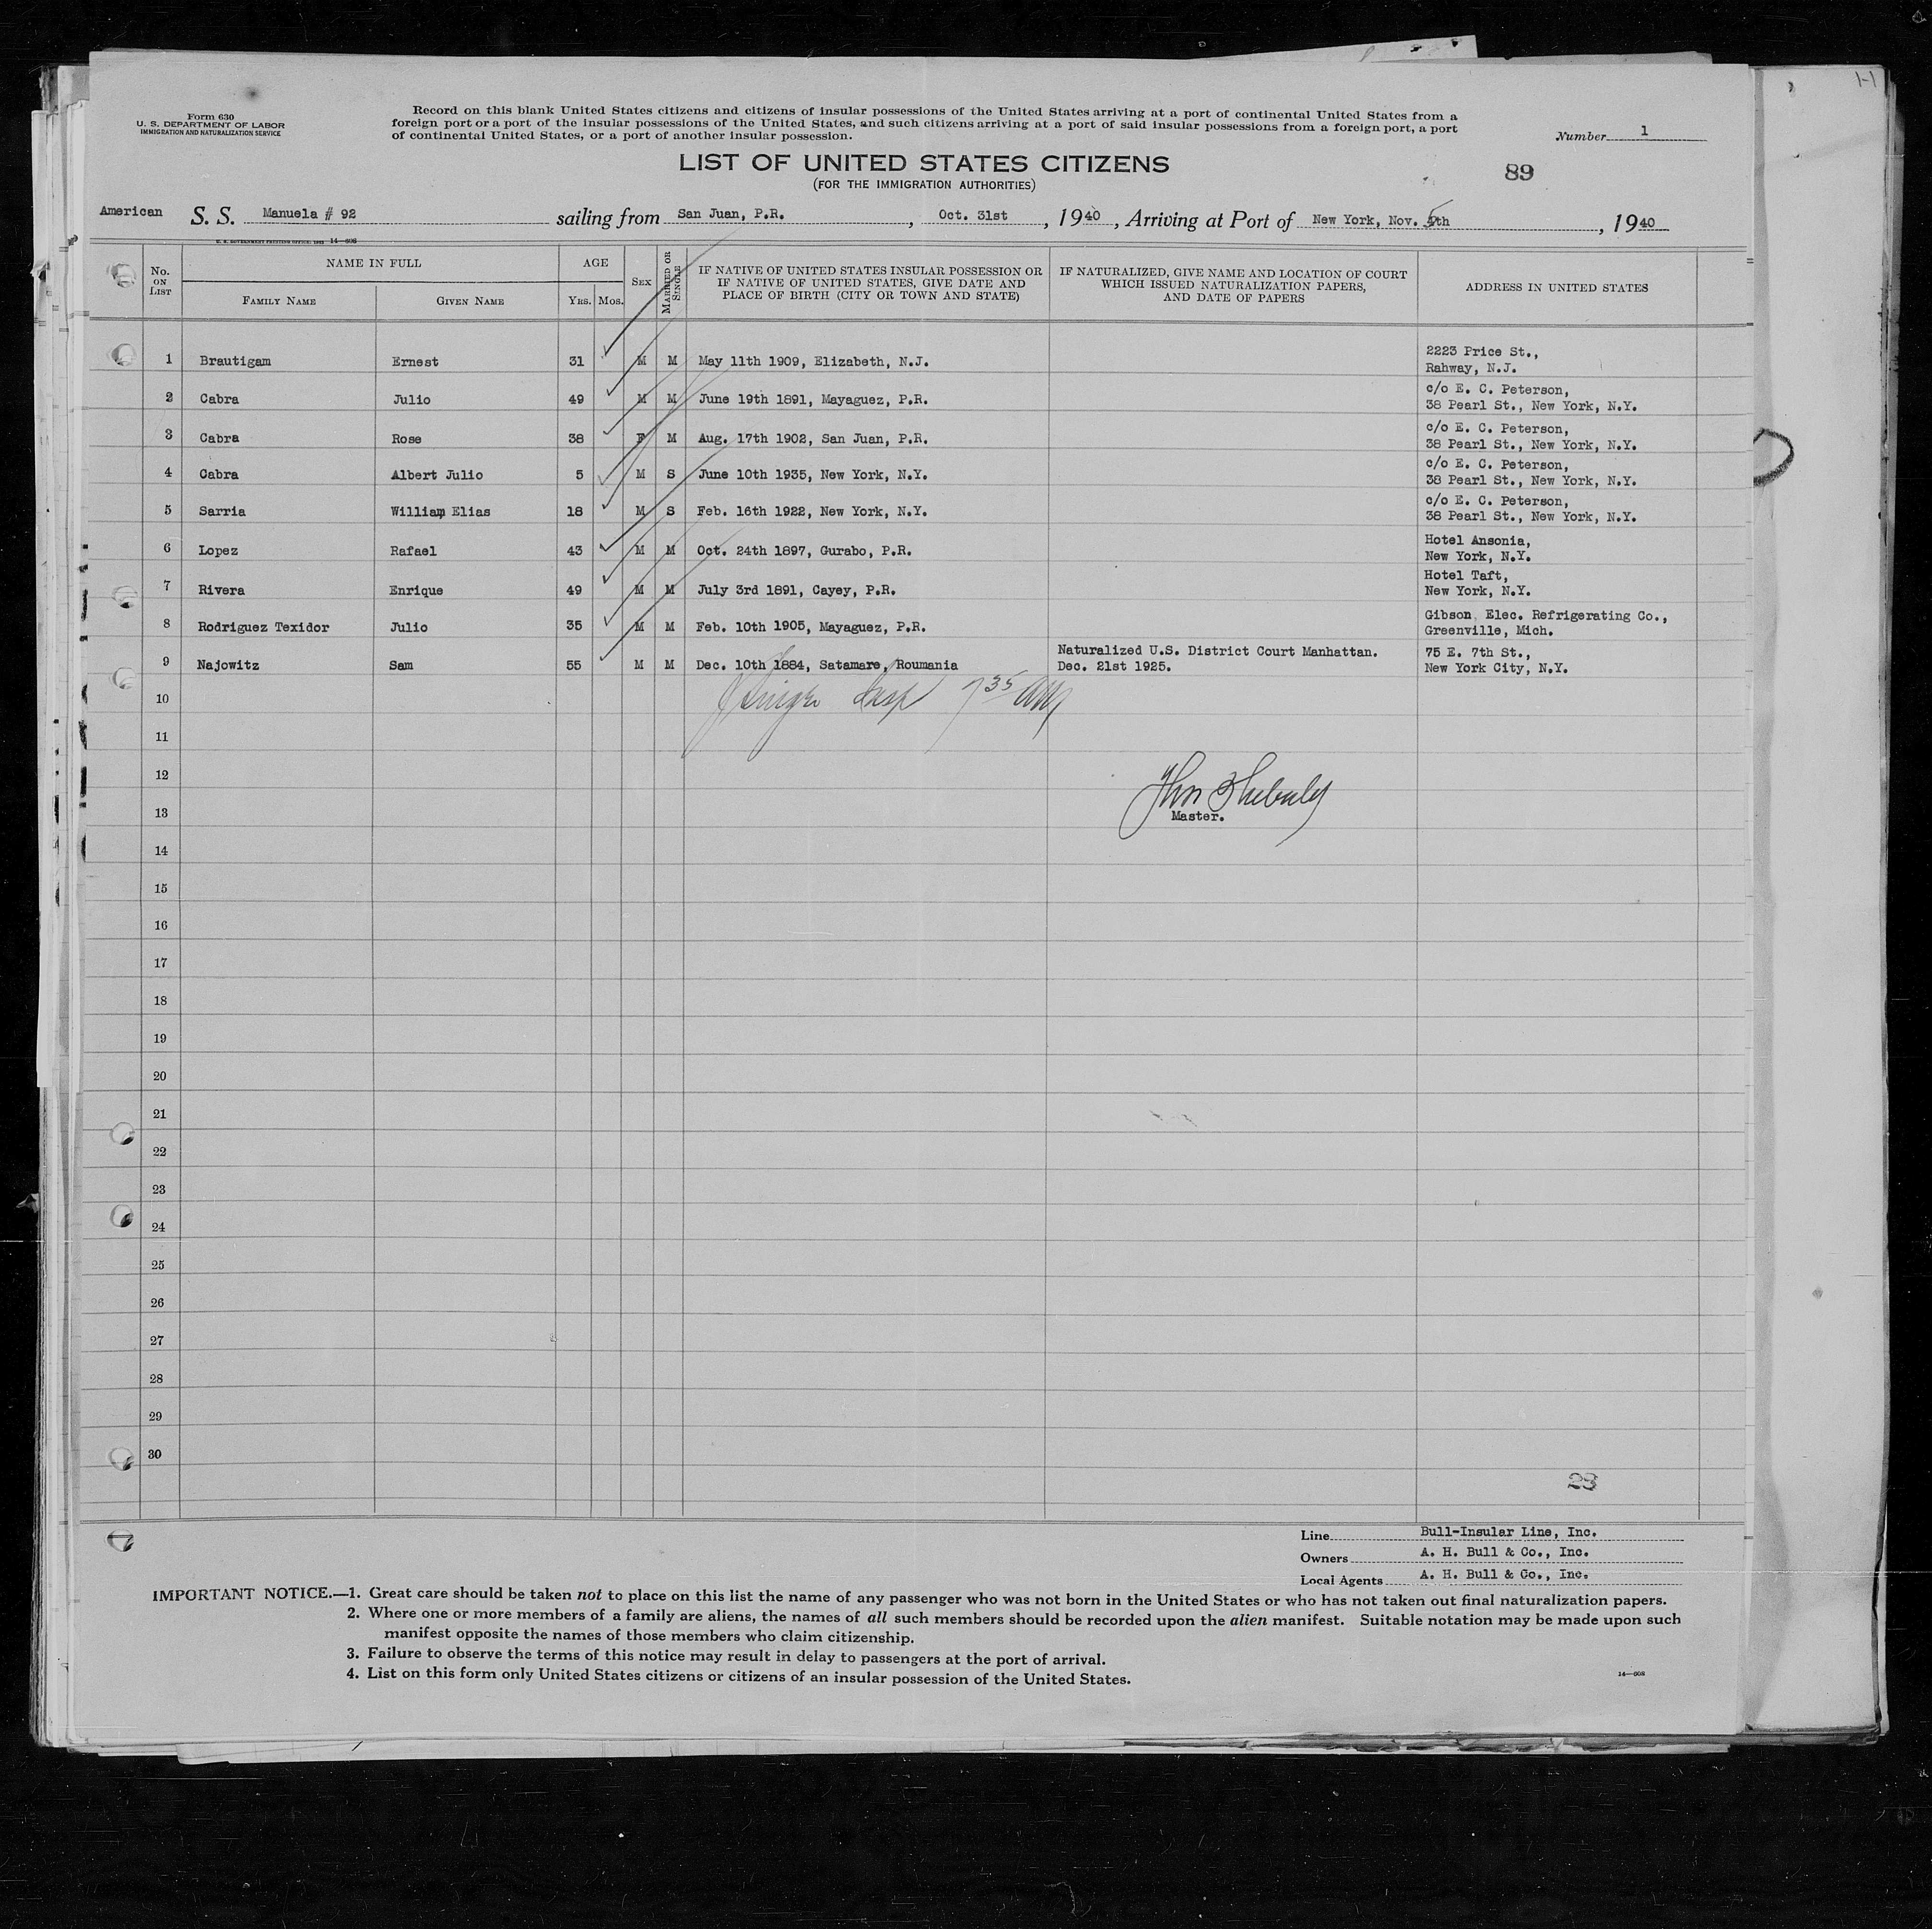 1-1
Form 630
U. S. DEPARTMENT OF LABOR
IMMIGRATION AND NATURALIZATION SERVICE
Record on this blank United States citizens and citizens of insular possessions of the United States arriving at a port of continental United States from a
foreign port or a port of the insular possessions of the United States, and such citizens arriving at a port of said insular possessions from a foreign port, a port
of continental United States, or a port of another insular possession.
Number 1
LIST OF UNITED STATES CITIZENS
(FOR THE IMMIGRATION AUTHORITIES)
89
American S. S. Manuela # 92 sailing from San Juan, P.R. , Oct. 31st , 1940 , Arriving at Port of New York, Nov. 5th , 1940
U. S. GOVERNMENT PRINTING OFFICE: 14—608
No. ON LIST
NAME IN FULL
FAMILY NAME GIVEN NAME
AGE
YRS. MOS.
SEX
MARRIED OR SINGLE
IF NATIVE OF UNITED STATES INSULAR POSSESSION OR
IF NATIVE OF UNITED STATES, GIVE DATE AND
PLACE OF BIRTH (CITY OR TOWN AND STATE)
IF NATURALIZED, GIVE NAME AND LOCATION OF COURT
WHICH ISSUED NATURALIZATION PAPERS,
AND DATE OF PAPERS
ADDRESS IN UNITED STATES
1 Brautigam Ernest 31 M M May 11th 1909, Elizabeth, N.J. 2223 Price St.,
Rahway, N.J.
2 Cabra Julio 49 M M June 19th 1891, Mayaguez, P.R. c/o E. C. Peterson,
38 Pearl St., New York, N.Y.
3 Cabra Rose 38 F M Aug. 17th 1902, San Juan, P.R. c/o E. C. Peterson,
38 Pearl St., New York, N.Y.
4 Cabra Albert Julio 5 M S June 10th 1935, New York, N.Y. c/o E. C. Peterson,
38 Pearl St., New York, N.Y.
5 Sarria William Elias 18 M S Feb. 16th 1922, New York, N.Y. c/o E. C. Peterson,
38 Pearl St., New York, N.Y.
6 Lopez Rafael 43 M M Oct. 24th 1897, Gurabo, P.R. Hotel Ansonia,
New York, N.Y.
7 Rivera Enrique 49 M M July 3rd 1891, Cayey, P.R. Hotel Taft,
New York, N.Y.
8 Rodriguez Texidor Julio 35 M M Feb. 10th 1905, Mayaguez, P.R. Gibson Elec. Refrigerating Co.,
Greenville, Mich.
9 Najowitz Sam 55 M M Dec. 10th 1884, Satamare, Roumania Naturalized U.S. District Court Manhattan. 75 E. 7th St.,
Dec. 21st 1925. New York City, N.Y.
10 Insp 7 35 AM
11
12
13 Master.
14
15
16
17
18
19
20
21
22
23
24
25
26
27
28
29
30
23
Line Bull-Insular Line, Inc.
Owners A. H. Bull & Co., Inc.
Local Agents A. H. Bull & Co., Inc.
IMPORTANT NOTICE.—1. Great care should be taken not to place on this list the name of any passenger who was not born in the United States or who has not taken out final naturalization papers.
2. Where one or more members of a family are aliens, the names of all such members should be recorded upon the alien manifest. Suitable notation may be made upon such
manifest opposite the names of those members who claim citizenship.
3. Failure to observe the terms of this notice may result in delay to passengers at the port of arrival.
4. List on this form only United States citizens or citizens of an insular possession of the United States.
14—608